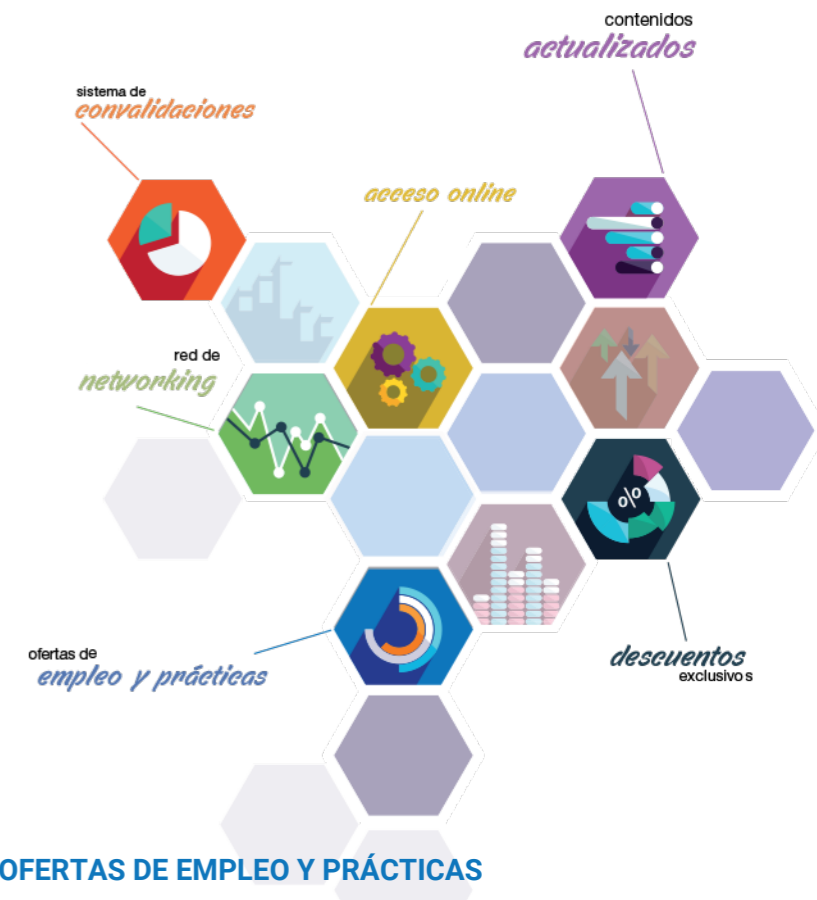 contenidos
actualizados
sistema de
convalidaciones
acceso online
red de
networking
%
ofertas de
empleo y prácticas
descuentos
exclusivos
OFERTAS DE EMPLEO Y PRÁCTICAS